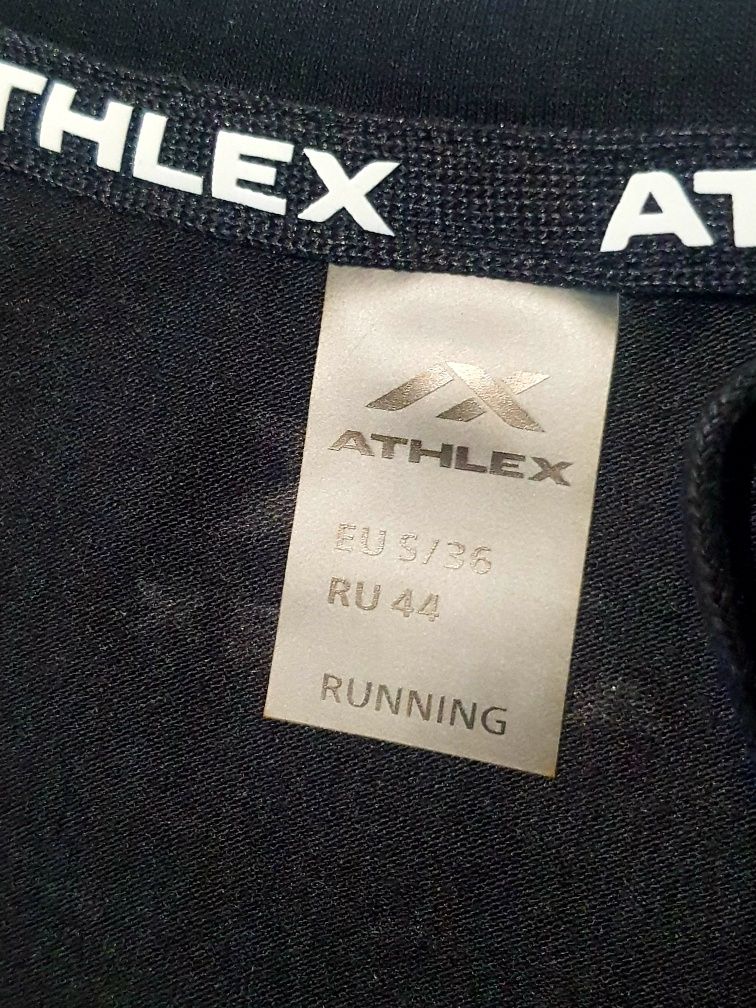 THLEX AT
ATHLEX
EU S/36
RU 44
RUNNING